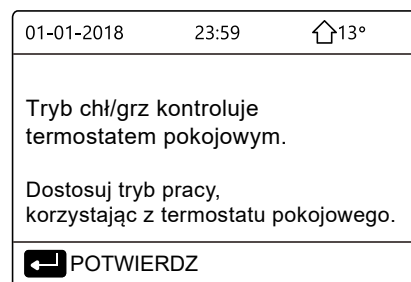 01-01-2018 23:59 13°
Tryb chł/grz kontroluje
termostatem pokojowym.
Dostosuj tryb pracy,
korzystając z termostatu pokojowego.
POTWIERDZ